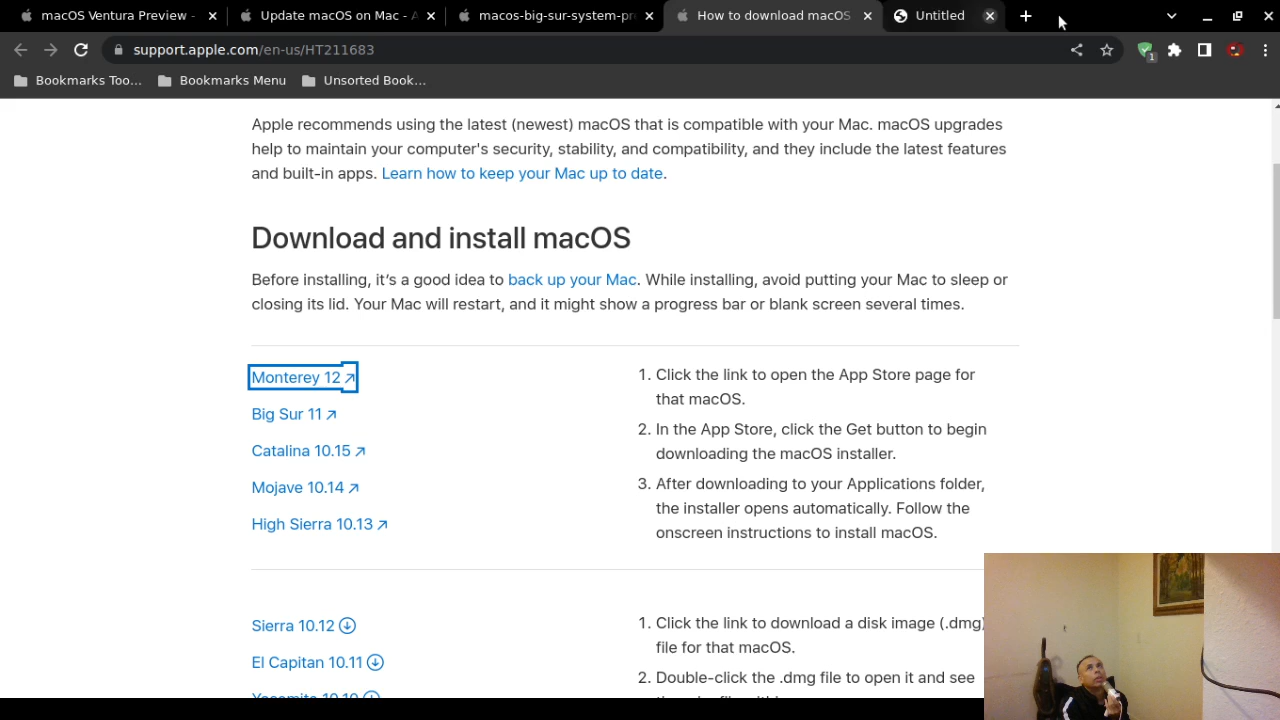 macOS Ventura Preview -
Update macOS on Mac - A
macos-big-sur-system-pr
How to download macOS
Untitled
support.apple.com/en-us/HT211683
1
Bookmarks Too...
Bookmarks Menu
Unsorted Book...
Apple recommends using the latest (newest) macOS that is compatible with your Mac. macOS upgrades
help to maintain your computer's security, stability, and compatibility, and they include the latest features
and built-in apps. Learn how to keep your Mac up to date.
Download and install macOS
Before installing, it's a good idea to back up your Mac. While installing, avoid putting your Mac to sleep or
closing its lid. Your Mac will restart, and it might show a progress bar or blank screen several times.
Monterey 12
Big Sur 11
Catalina 10.15
Mojave 10.14
High Sierra 10.13
1. Click the link to open the App Store page for
that macOS.
2. In the App Store, click the Get button to begin
downloading the macOS installer.
3. After downloading to your Applications folder,
the installer opens automatically. Follow the
onscreen instructions to install macOS.
Sierra 10.12
El Capitan 10.11
Yosemite 10.10
1. Click the link to download a disk image (.dmg)
file for that macOS.
2. Double-click the .dmg file to open it and see